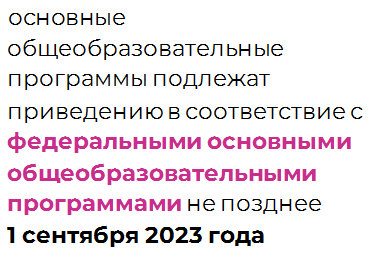 основные
общеобразовательные
программы подлежат
приведению в соответствие с
федеральными основными
общеобразовательными
программами не позднее
1 сентября 2023 года